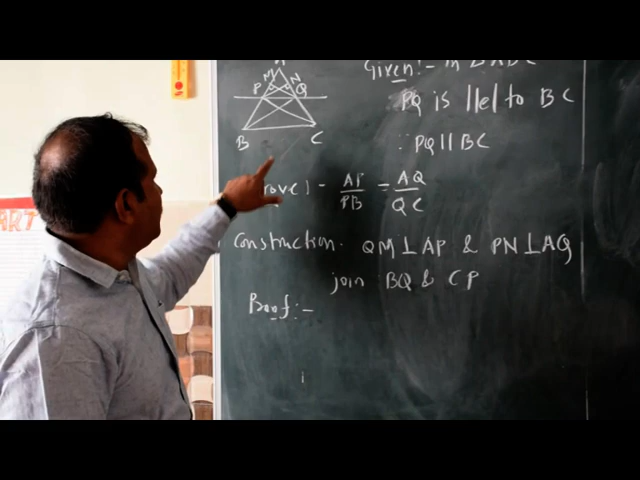 A
M N
P Q
B C
Given:- In △ABC
∴ PQ is ||el to BC
∴ PQ || BC
rove :- AP/PB = AQ/QC
Construction. QM⊥AP & PN⊥AQ
join BQ & CP
Proof:-
ART